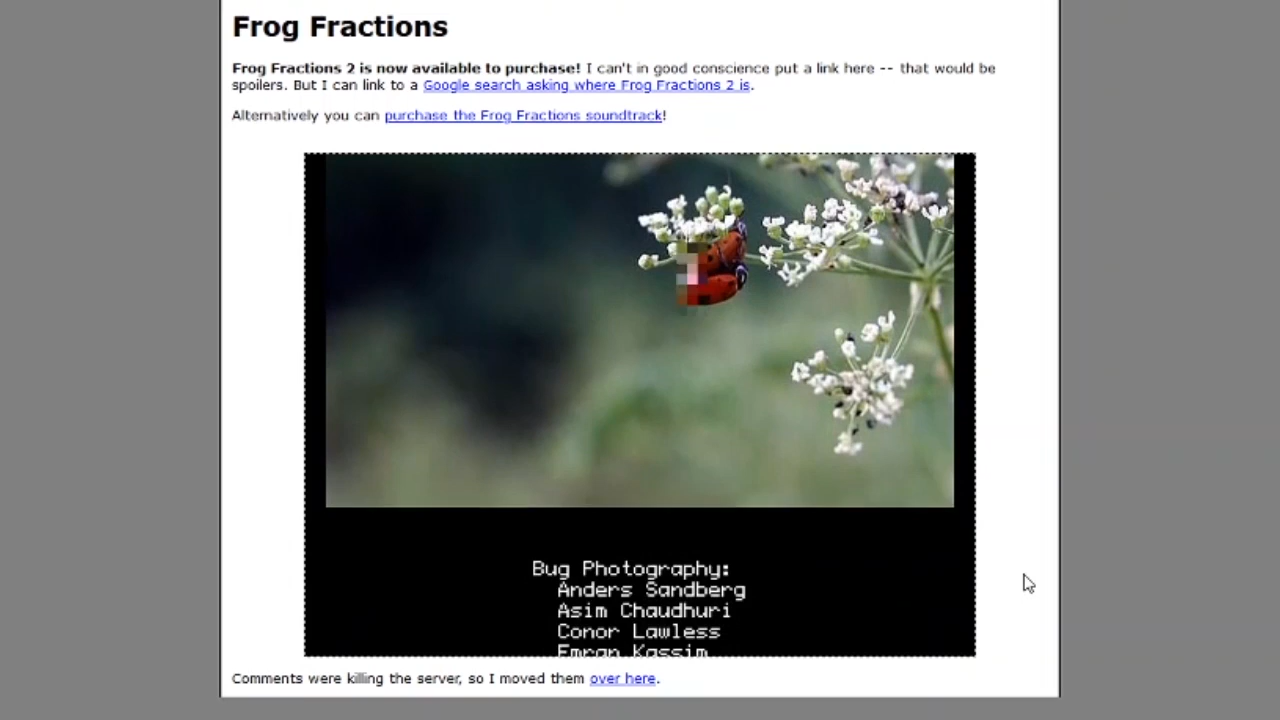 Frog Fractions
Frog Fractions 2 is now available to purchase! I can't in good conscience put a link here -- that would be
spoilers. But I can link to a Google search asking where Frog Fractions 2 is.
Alternatively you can purchase the Frog Fractions soundtrack!
Bug Photography:
Anders Sandberg
Asim Chaudhuri
Conor Lawless
Emran Kassim
Comments were killing the server, so I moved them over here.